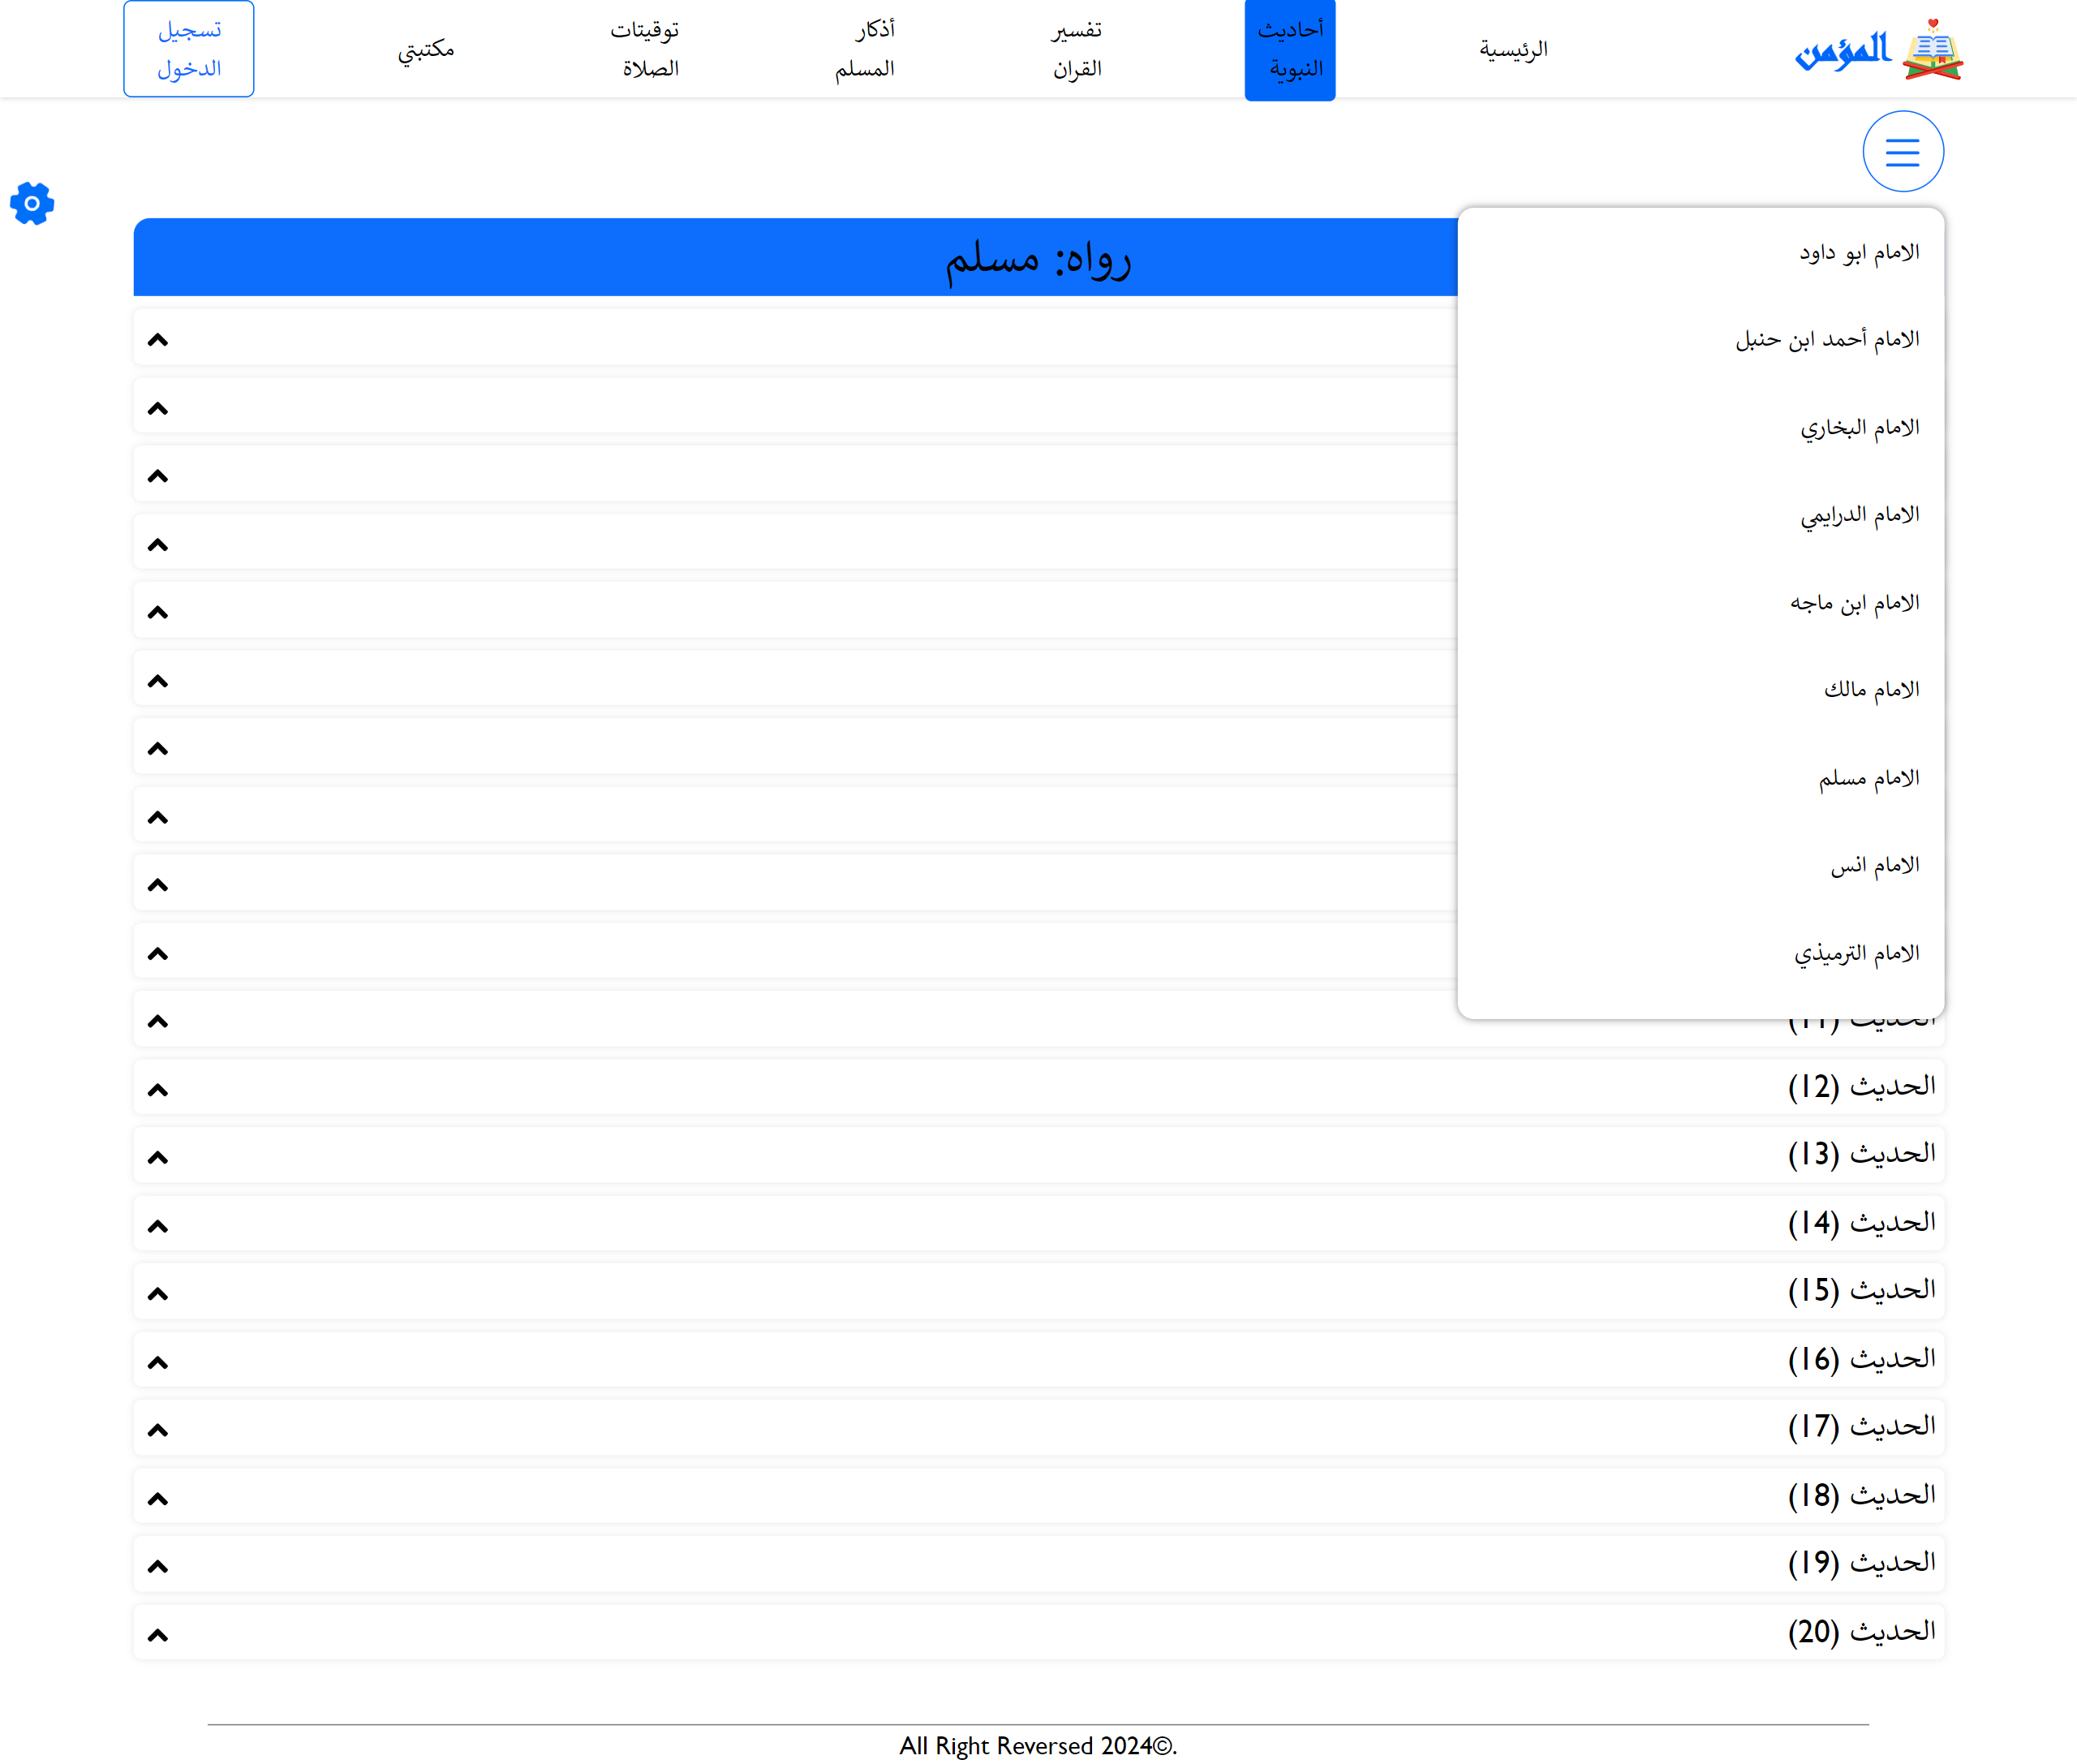 المؤمن
الرئيسية
أحاديث
النبوية
تفسير
القران
أذكار
المسلم
توقيتات
الصلاة
مكتبتي
تسجيل
الدخول
رواه: مسلم
الامام ابو داود
الامام أحمد ابن حنبل
الامام البخاري
الامام الدرايمي
الامام ابن ماجه
الامام مالك
الامام مسلم
الامام انس
الامام الترميذي
الحديث (11)
الحديث (12)
الحديث (13)
الحديث (14)
الحديث (15)
الحديث (16)
الحديث (17)
الحديث (18)
الحديث (19)
الحديث (20)
All Right Reversed 2024©.